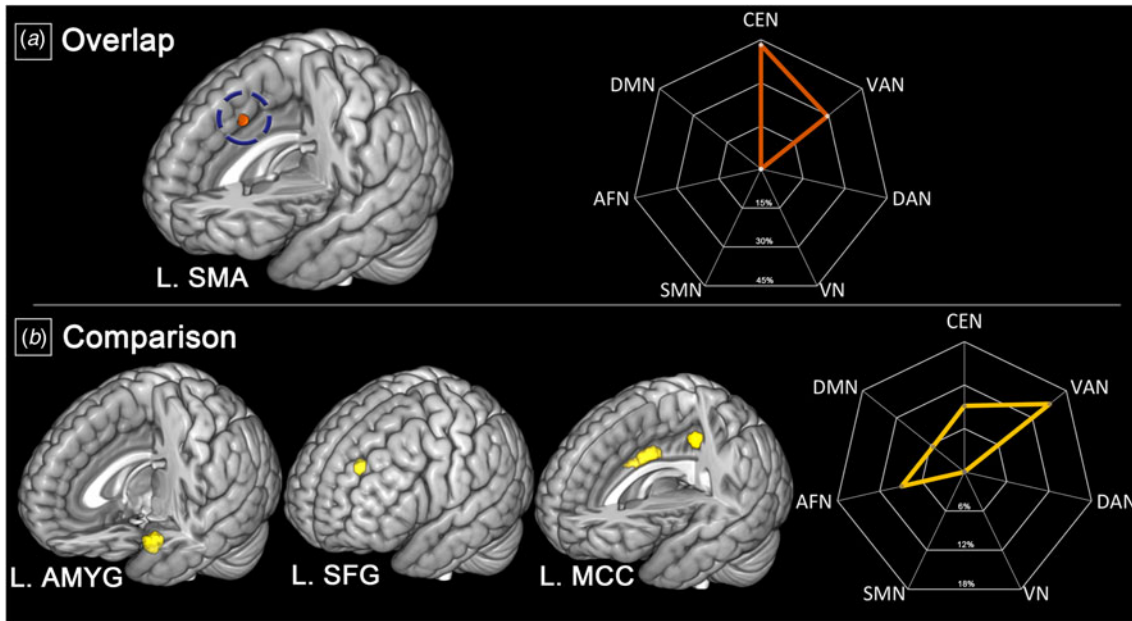 (a) Overlap
CEN
DMN
VAN
AFN
DAN
15%
30%
SMN
45%
VN
L. SMA
(b) Comparison
CEN
DMN
VAN
AFN
DAN
6%
12%
SMN
18%
VN
L. AMYG
L. SFG
L. MCC